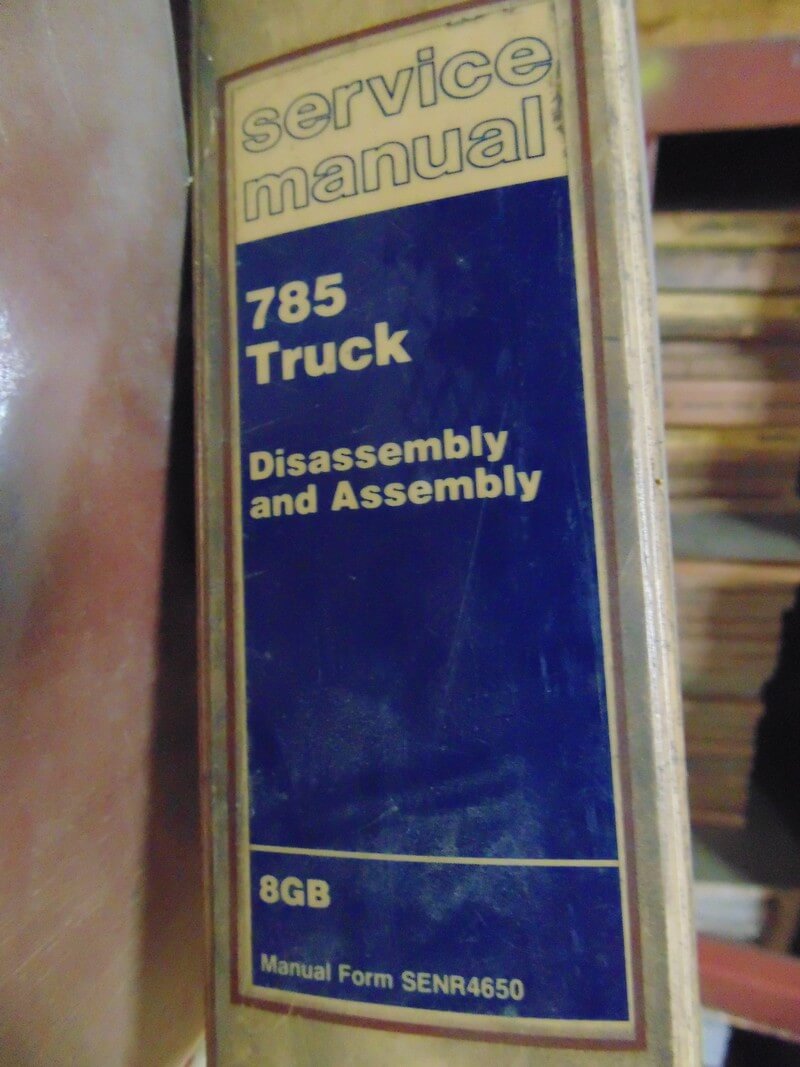 service
manual
785
Truck
Disassembly
and Assembly
8GB
Manual Form SENR4650